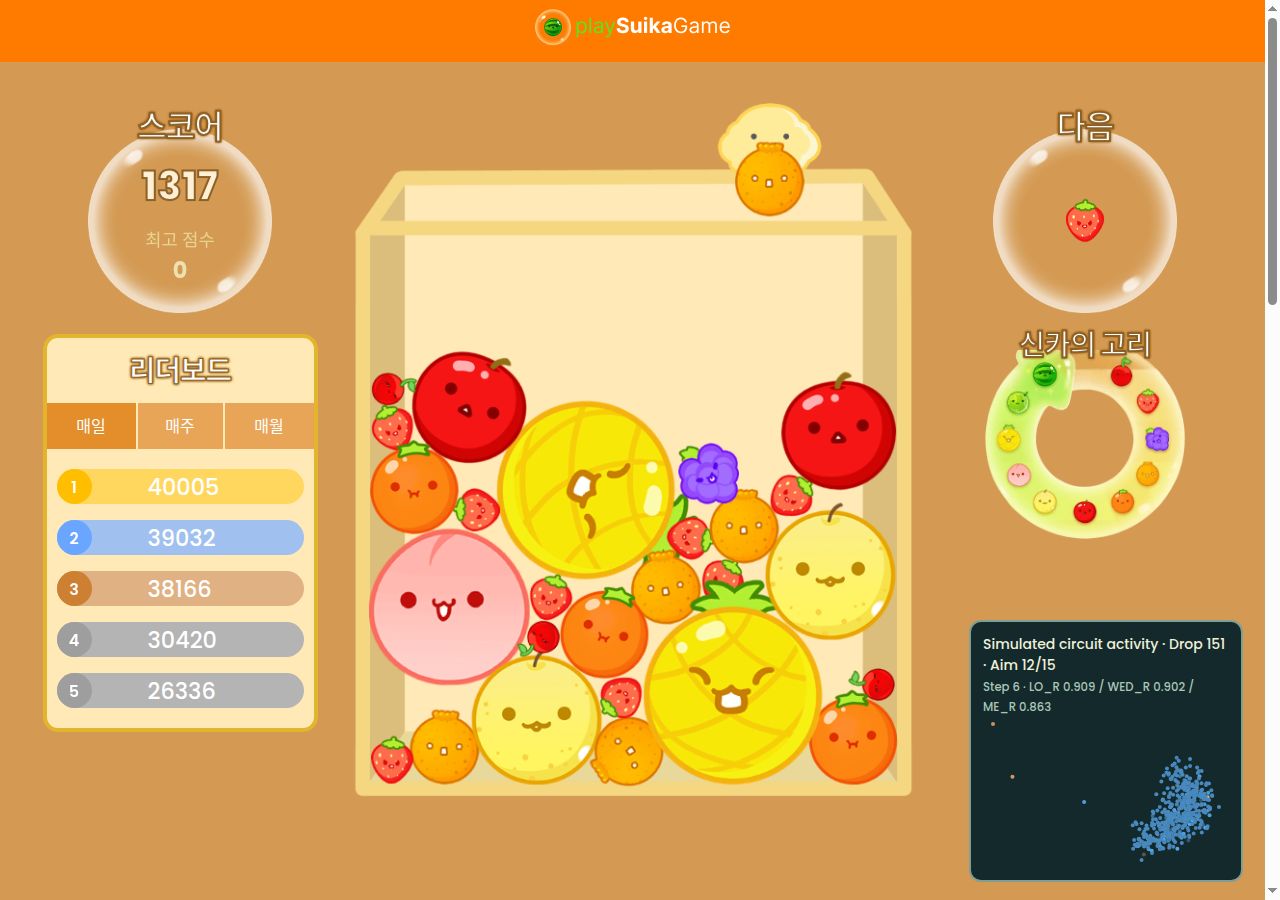 playSuikaGame
스코어
1317
최고 점수
0
리더보드
매일 매주 매월
1 40005
2 39032
3 38166
4 30420
5 26336
다음
신카의 고리
Simulated circuit activity · Drop 151
· Aim 12/15
Step 6 · LO_R 0.909 / WED_R 0.902 /
ME_R 0.863